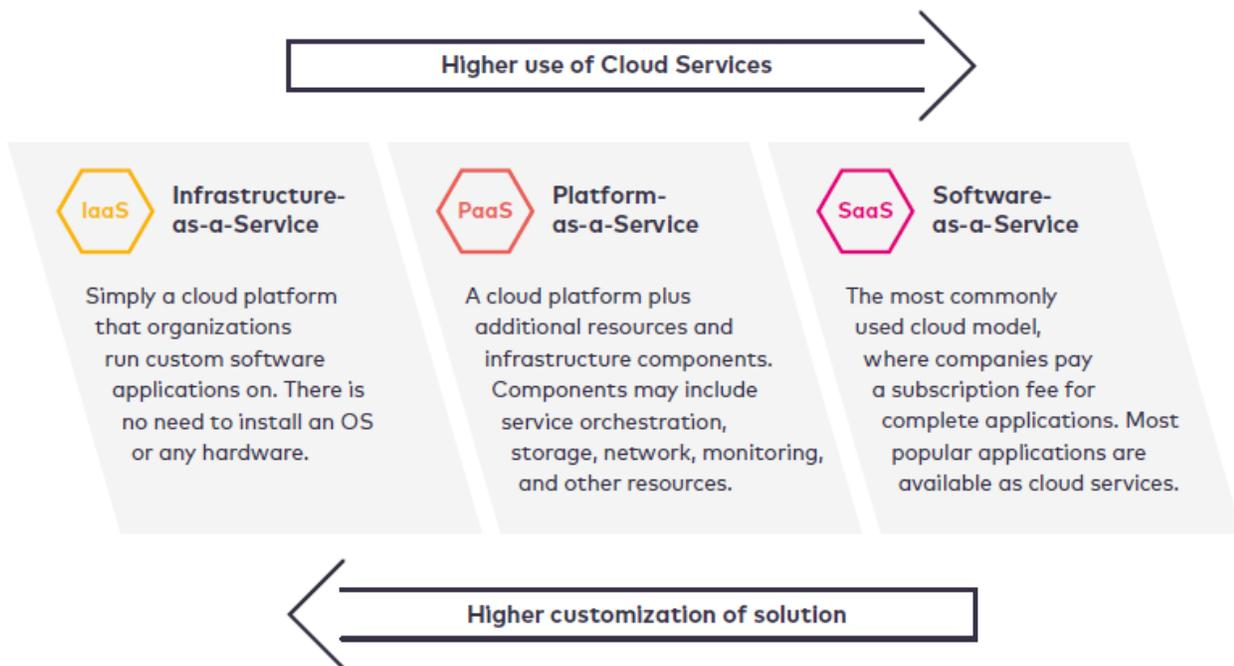 Higher use of Cloud Services
IaaS
Infrastructure-
as-a-Service
Simply a cloud platform
that organizations
run custom software
applications on. There is
no need to install an OS
or any hardware.
PaaS
Platform-
as-a-Service
A cloud platform plus
additional resources and
infrastructure components.
Components may include
service orchestration,
storage, network, monitoring,
and other resources.
SaaS
Software-
as-a-Service
The most commonly
used cloud model,
where companies pay
a subscription fee for
complete applications. Most
popular applications are
available as cloud services.
Higher customization of solution